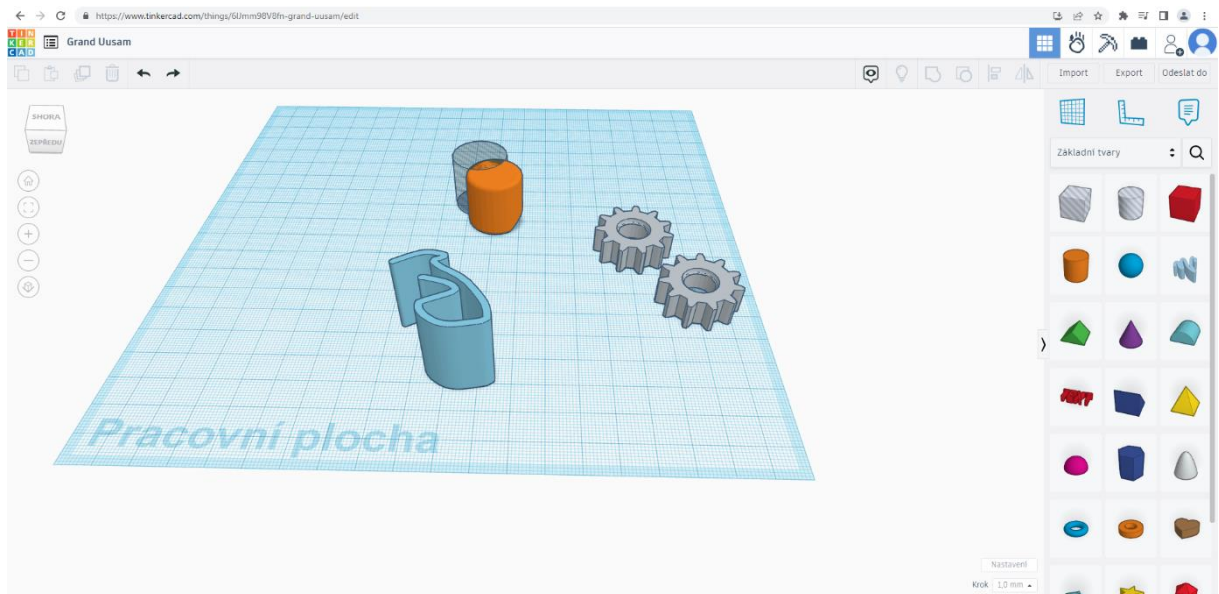 https://www.tinkercad.com/things/6Umm98V8fn-grand-uusam/edit
TIN
KER
CAD
Grand Uusam
Import
Export
Odeslat do
SHORA
ZEPŘEDU
Základní tvary
TEXT
Pracovní plocha
Nastavení
Krok
1,0 mm